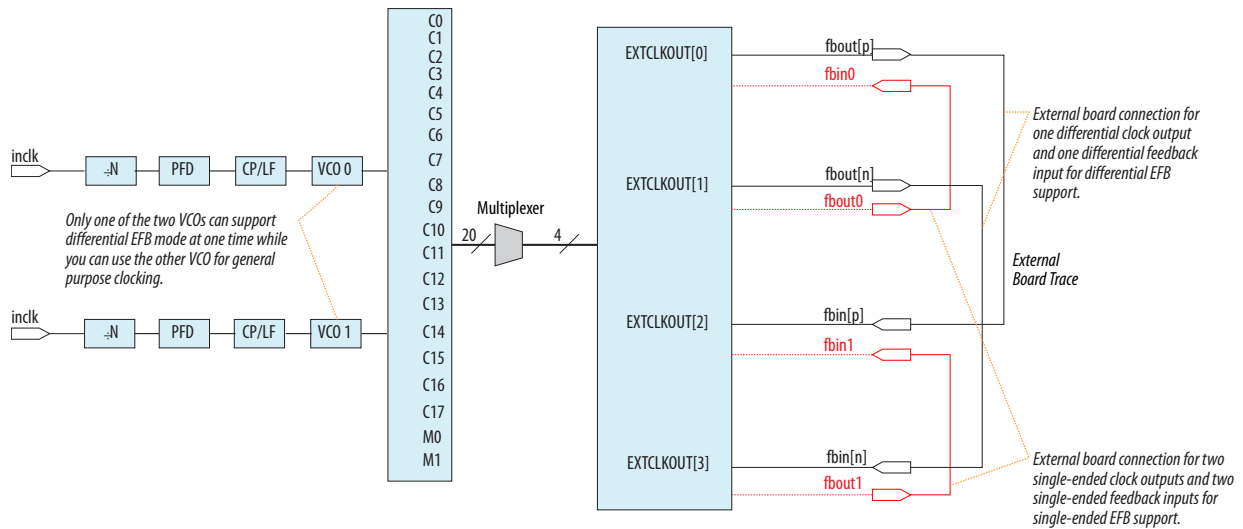 inclk
÷N
PFD
CP/LF
VCO 0
Only one of the two VCOs can support
differential EFB mode at one time while
you can use the other VCO for general
purpose clocking.
inclk
÷N
PFD
CP/LF
VCO 1
C0
C1
C2
C3
C4
C5
C6
C7
C8
C9
C10
C11
C12
C13
C14
C15
C16
C17
M0
M1
20
Multiplexer
4
EXTCLKOUT[0]
EXTCLKOUT[1]
EXTCLKOUT[2]
EXTCLKOUT[3]
fbout[p]
fbin0
fbout[n]
fbout0
fbin[p]
fbin1
fbin[n]
fbout1
External board connection for
one differential clock output
and one differential feedback
input for differential EFB
support.
External
Board Trace
External board connection for two
single-ended clock outputs and two
single-ended feedback inputs for
single-ended EFB support.